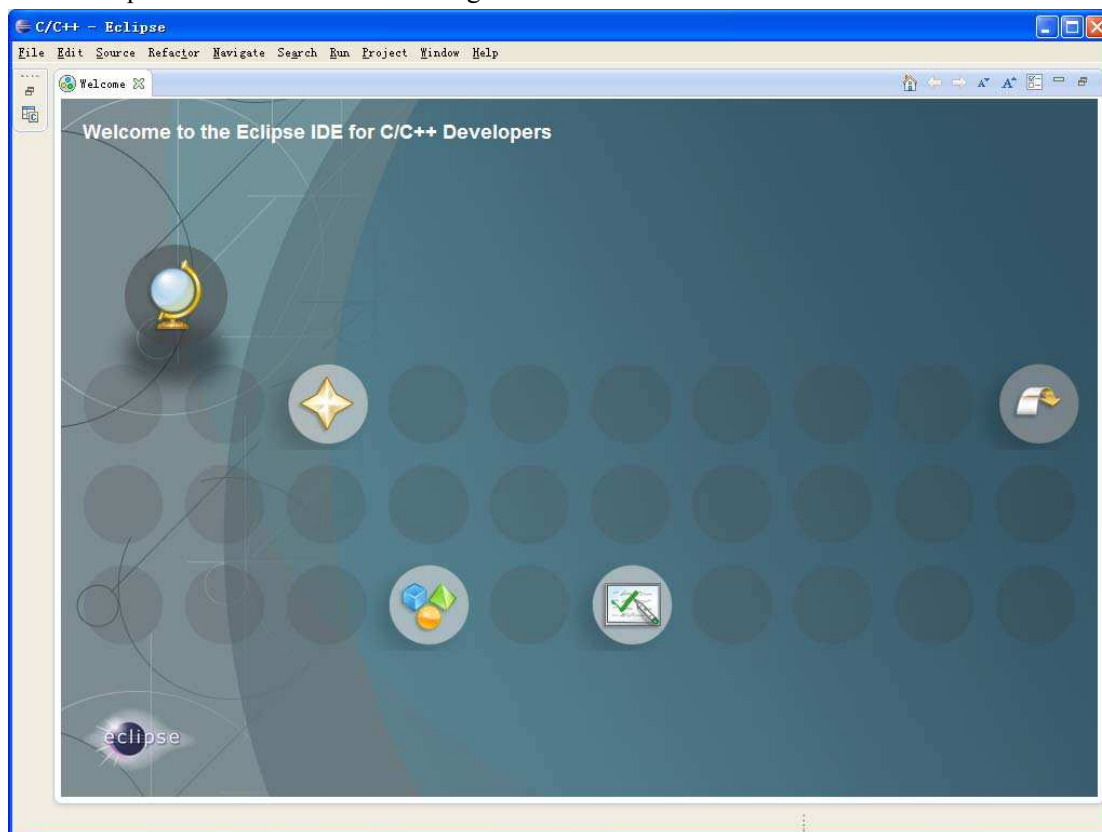 C/C++ - Eclipse
File Edit Source Refactor Navigate Search Run Project Window Help
Welcome
Welcome to the Eclipse IDE for C/C++ Developers
eclipse